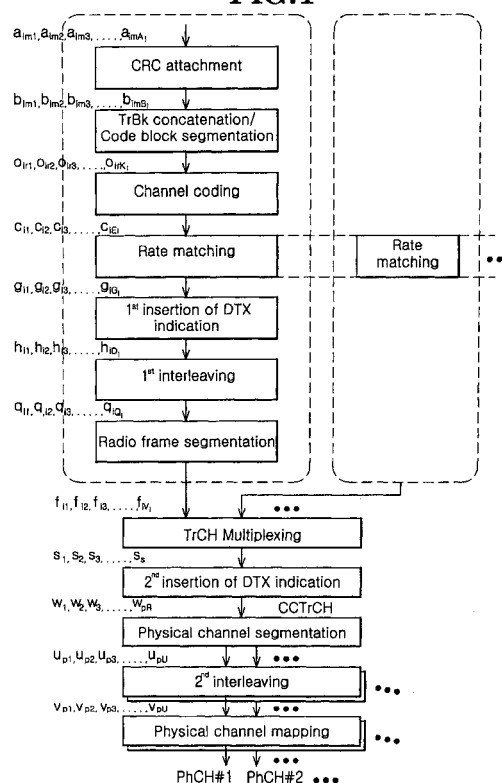 FIG.1
a_im1, a_im2, a_im3, ....., a_imA_i
CRC attachment
b_im1, b_im2, b_im3, ....., b_imB_i
TrBk concatenation/
Code block segmentation
o_ir1, o_ir2, o_ir3, ....., o_irK_i
Channel coding
c_i1, c_i2, c_i3, ....., c_iE_i
Rate matching
Rate
matching
•••
g_i1, g_i2, g_i3, ....., g_iG_i
1st insertion of DTX
indication
h_i1, h_i2, h_i3, ....., h_iD_i
1st interleaving
q_i1, q_i2, q_i3, ....., q_iQ_i
Radio frame segmentation
f_i1, f_i2, f_i3, ....., f_iV_i
•••
TrCH Multiplexing
s_1, s_2, s_3, ....., s_s
2nd insertion of DTX indication
w_1, w_2, w_3, ....., w_pR
CCTrCH
Physical channel segmentation
u_p1, u_p2, u_p3, ....., u_pU
•••
2nd interleaving
•••
v_p1, v_p2, v_p3, ....., v_pU
•••
Physical channel mapping
•••
PhCH#1 PhCH#2 •••